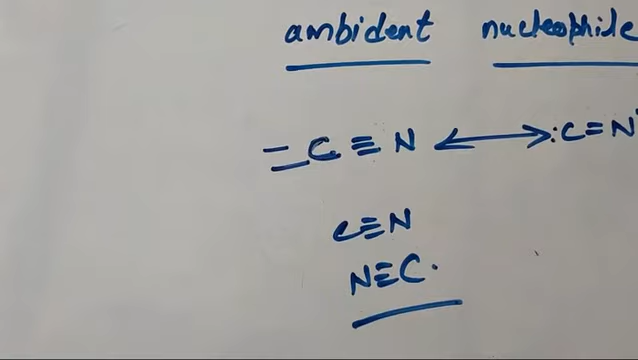 ambident nucleophile
–C≡N ↔ :C=N
C≡N
N≡C.